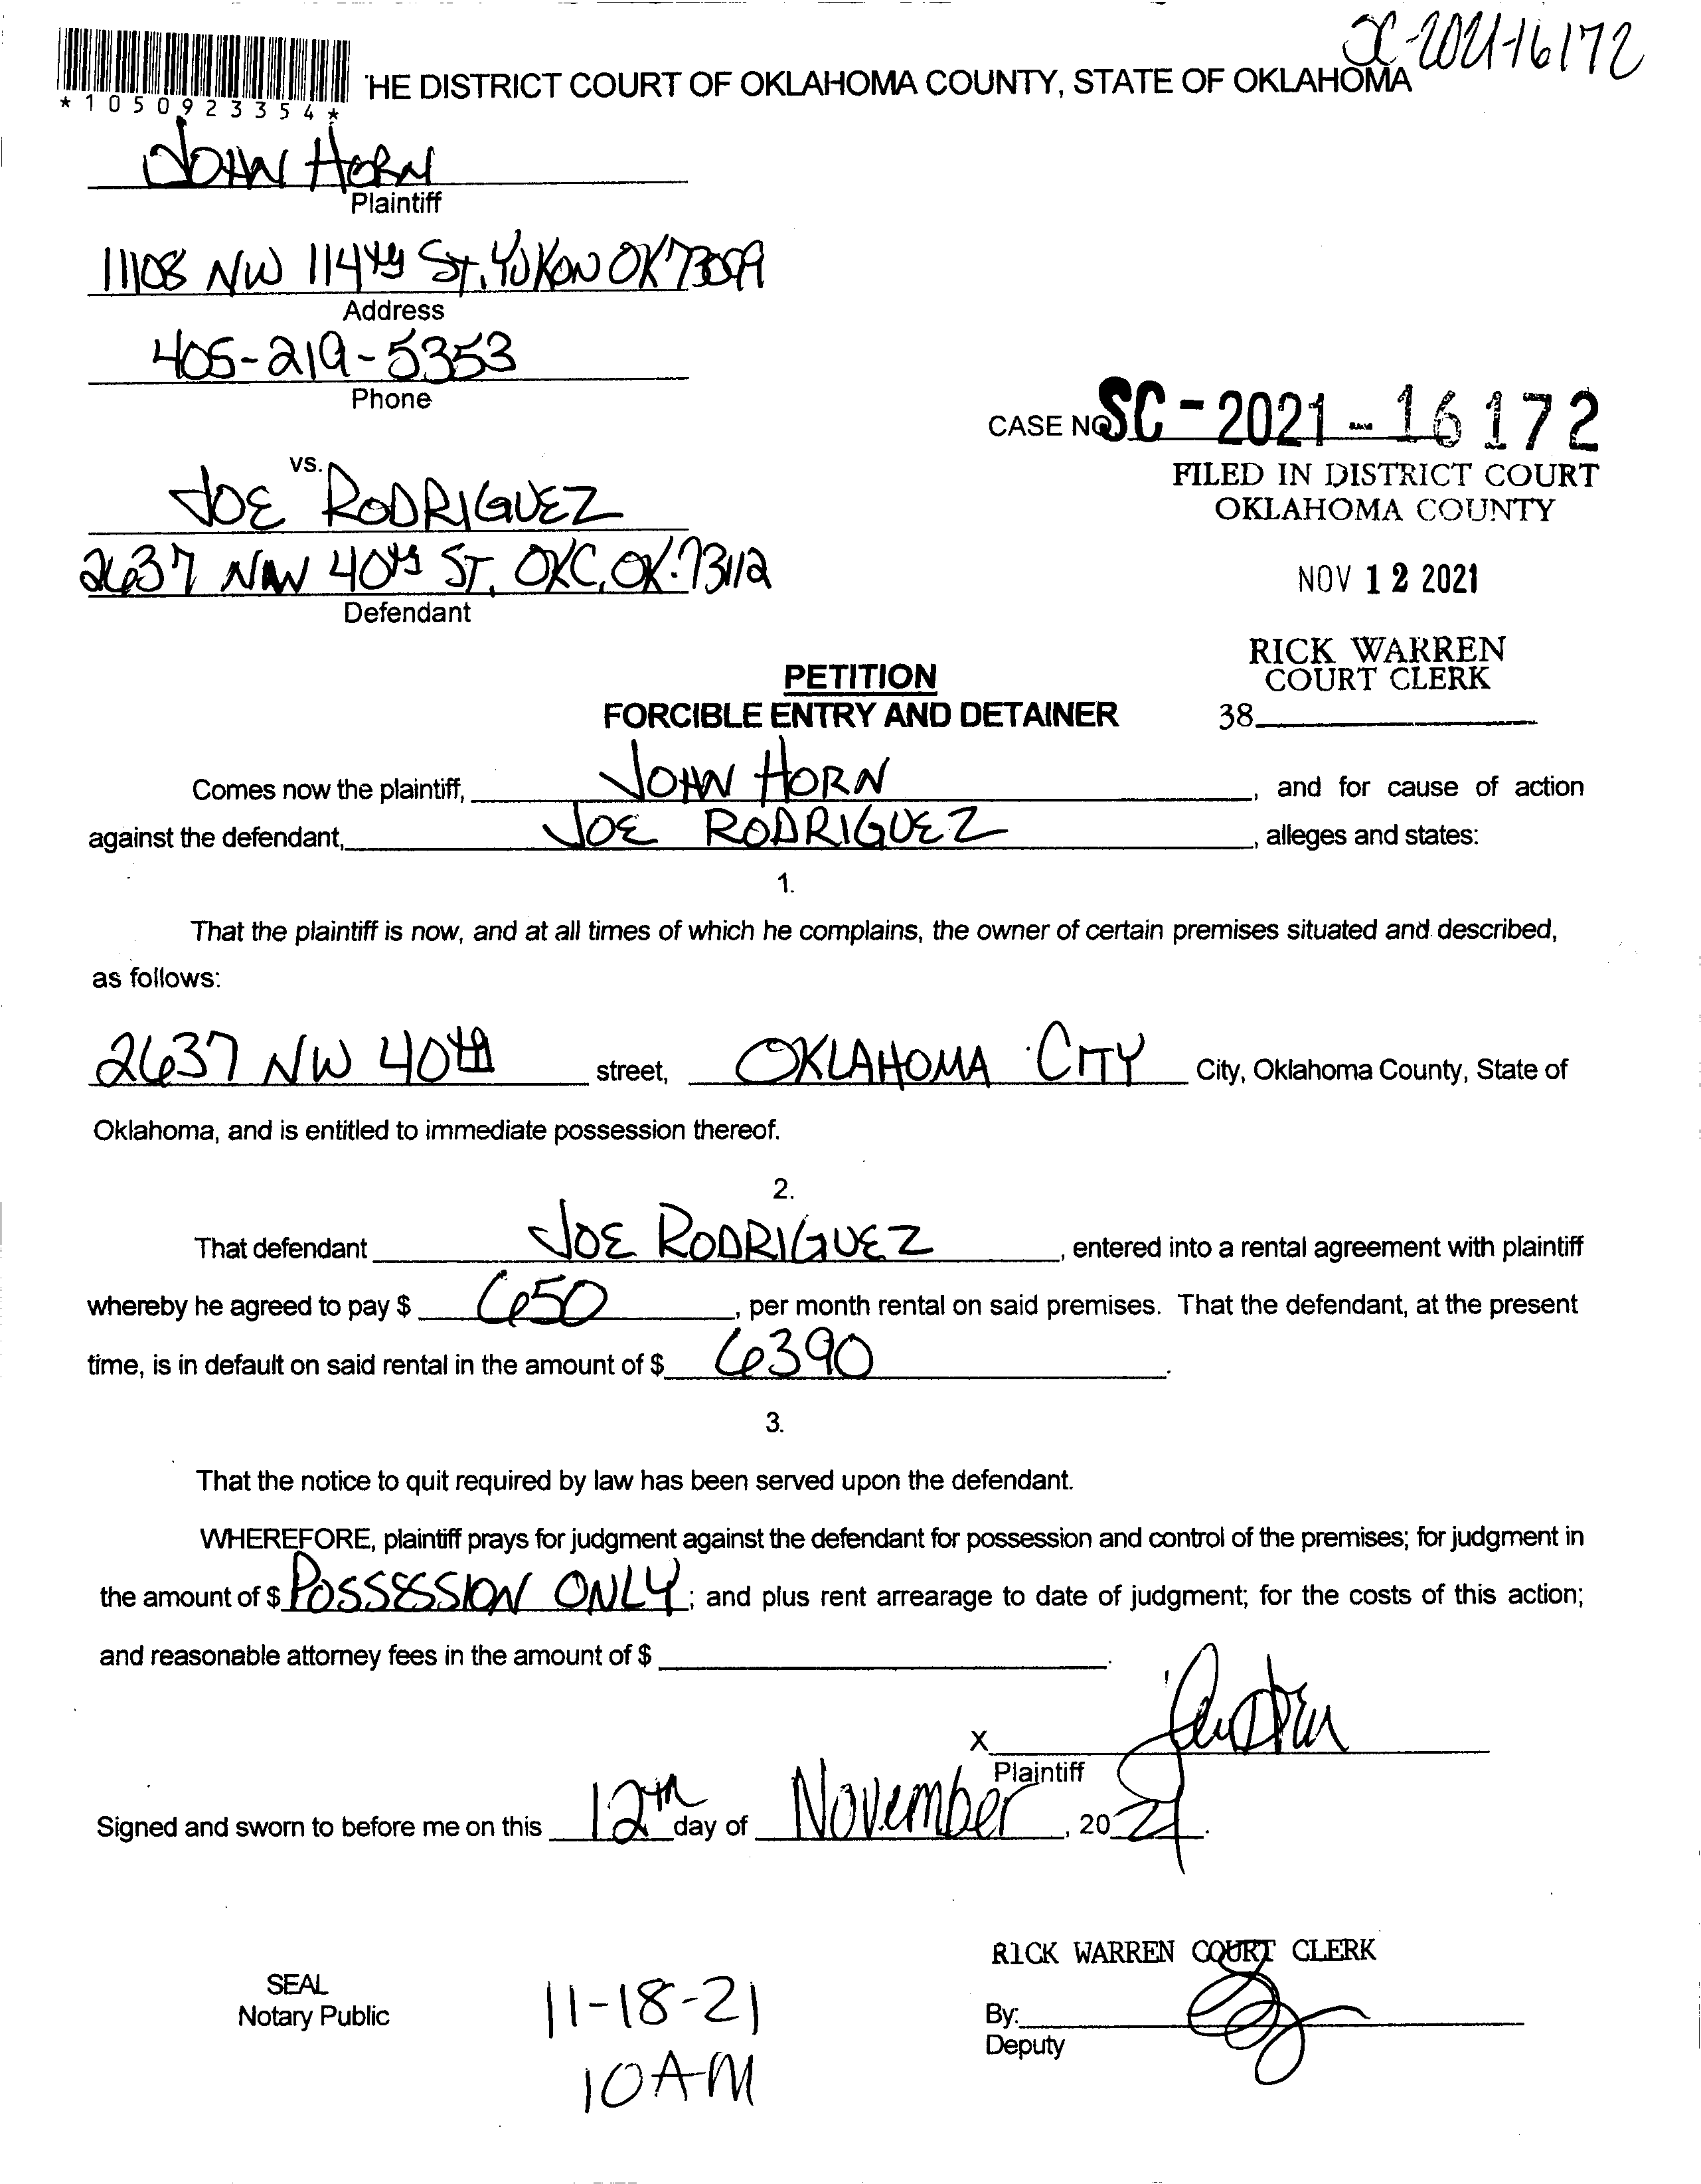 SC-2021-16172
*1050923354*
'HE DISTRICT COURT OF OKLAHOMA COUNTY, STATE OF OKLAHOMA
JOHN HORN
Plaintiff
11108 NW 114th ST, YUKON OK 73099
Address
405-219-5353
Phone
CASE NO. SC-2021-16172
FILED IN DISTRICT COURT
OKLAHOMA COUNTY
NOV 12 2021
RICK WARREN
COURT CLERK
38
vs.
JOE RODRIGUEZ
2637 NW 40th ST, OKC, OK. 73112
Defendant
PETITION
FORCIBLE ENTRY AND DETAINER
Comes now the plaintiff, JOHN HORN, and for cause of action
against the defendant, JOE RODRIGUEZ, alleges and states:
1.
That the plaintiff is now, and at all times of which he complains, the owner of certain premises situated and described,
as follows:
2637 NW 40th street, OKLAHOMA CITY City, Oklahoma County, State of
Oklahoma, and is entitled to immediate possession thereof.
2.
That defendant JOE RODRIGUEZ, entered into a rental agreement with plaintiff
whereby he agreed to pay $ 650, per month rental on said premises. That the defendant, at the present
time, is in default on said rental in the amount of $ 6390.
3.
That the notice to quit required by law has been served upon the defendant.
WHEREFORE, plaintiff prays for judgment against the defendant for possession and control of the premises; for judgment in
the amount of $ POSSESSION ONLY; and plus rent arrearage to date of judgment; for the costs of this action;
and reasonable attorney fees in the amount of $ .
X
Plaintiff
Signed and sworn to before me on this 12th day of November, 2021.
RICK WARREN COURT CLERK
SEAL
Notary Public
11-18-21
10AM
By:
Deputy